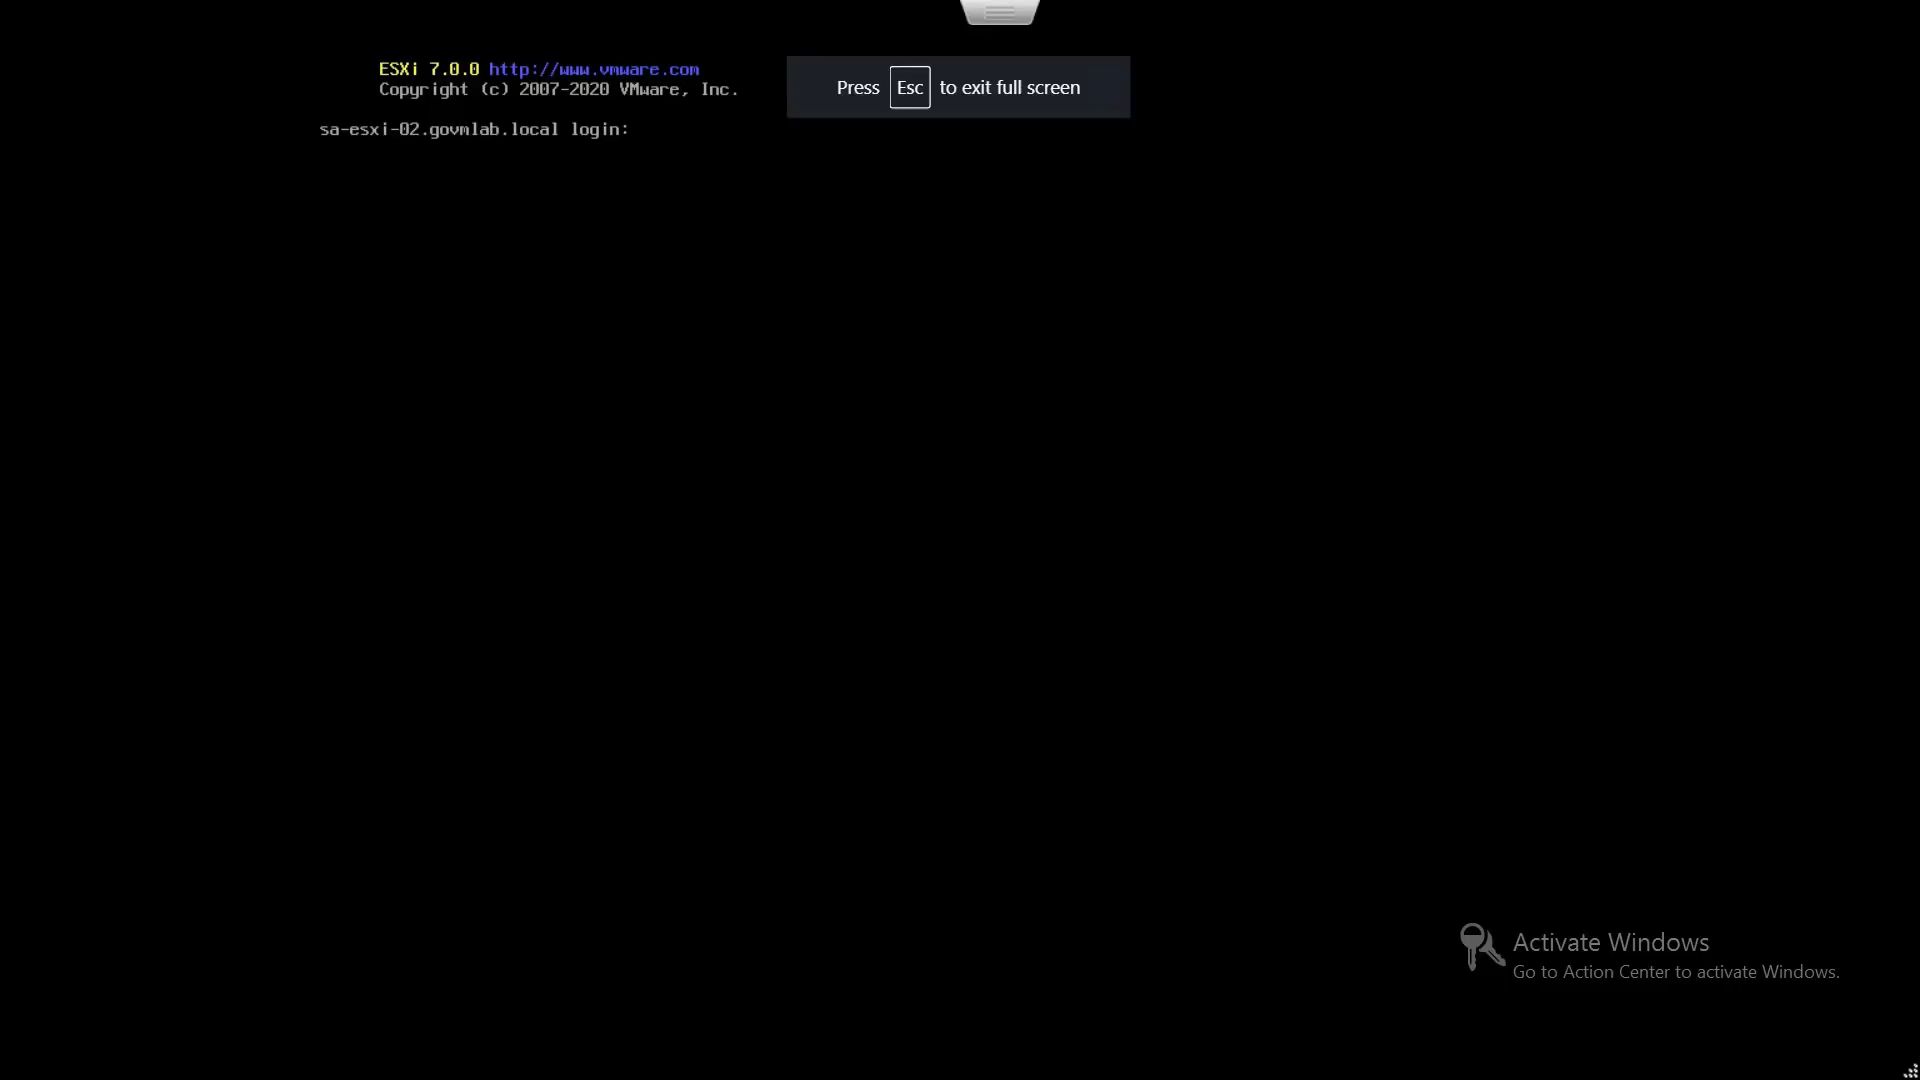 ESXi 7.0.0 http://www.vmware.com
Copyright (c) 2007-2020 VMware, Inc.
Press Esc to exit full screen
sa-esxi-02.govmlab.local login:
Activate Windows
Go to Action Center to activate Windows.